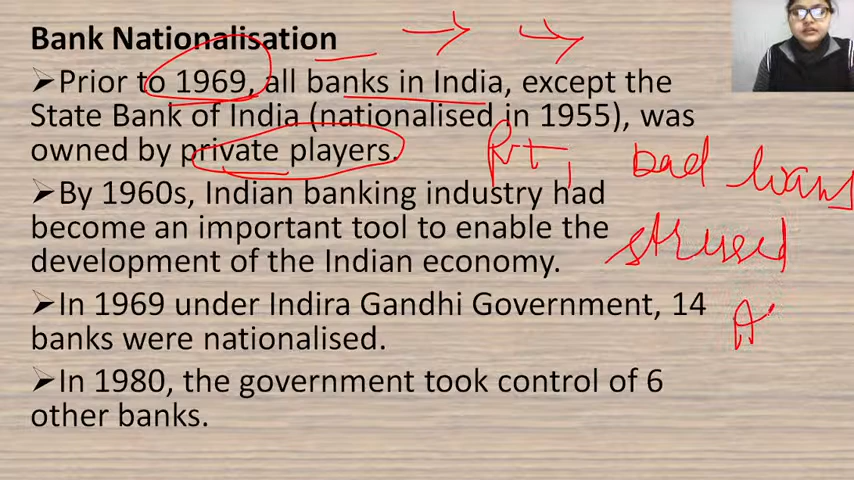 Bank Nationalisation
➢Prior to 1969, all banks in India, except the
State Bank of India (nationalised in 1955), was
owned by private players.
Pvt,
Bad loans
➢By 1960s, Indian banking industry had
become an important tool to enable the
stressed
development of the Indian economy.
➢In 1969 under Indira Gandhi Government, 14
banks were nationalised.
➢In 1980, the government took control of 6
other banks.